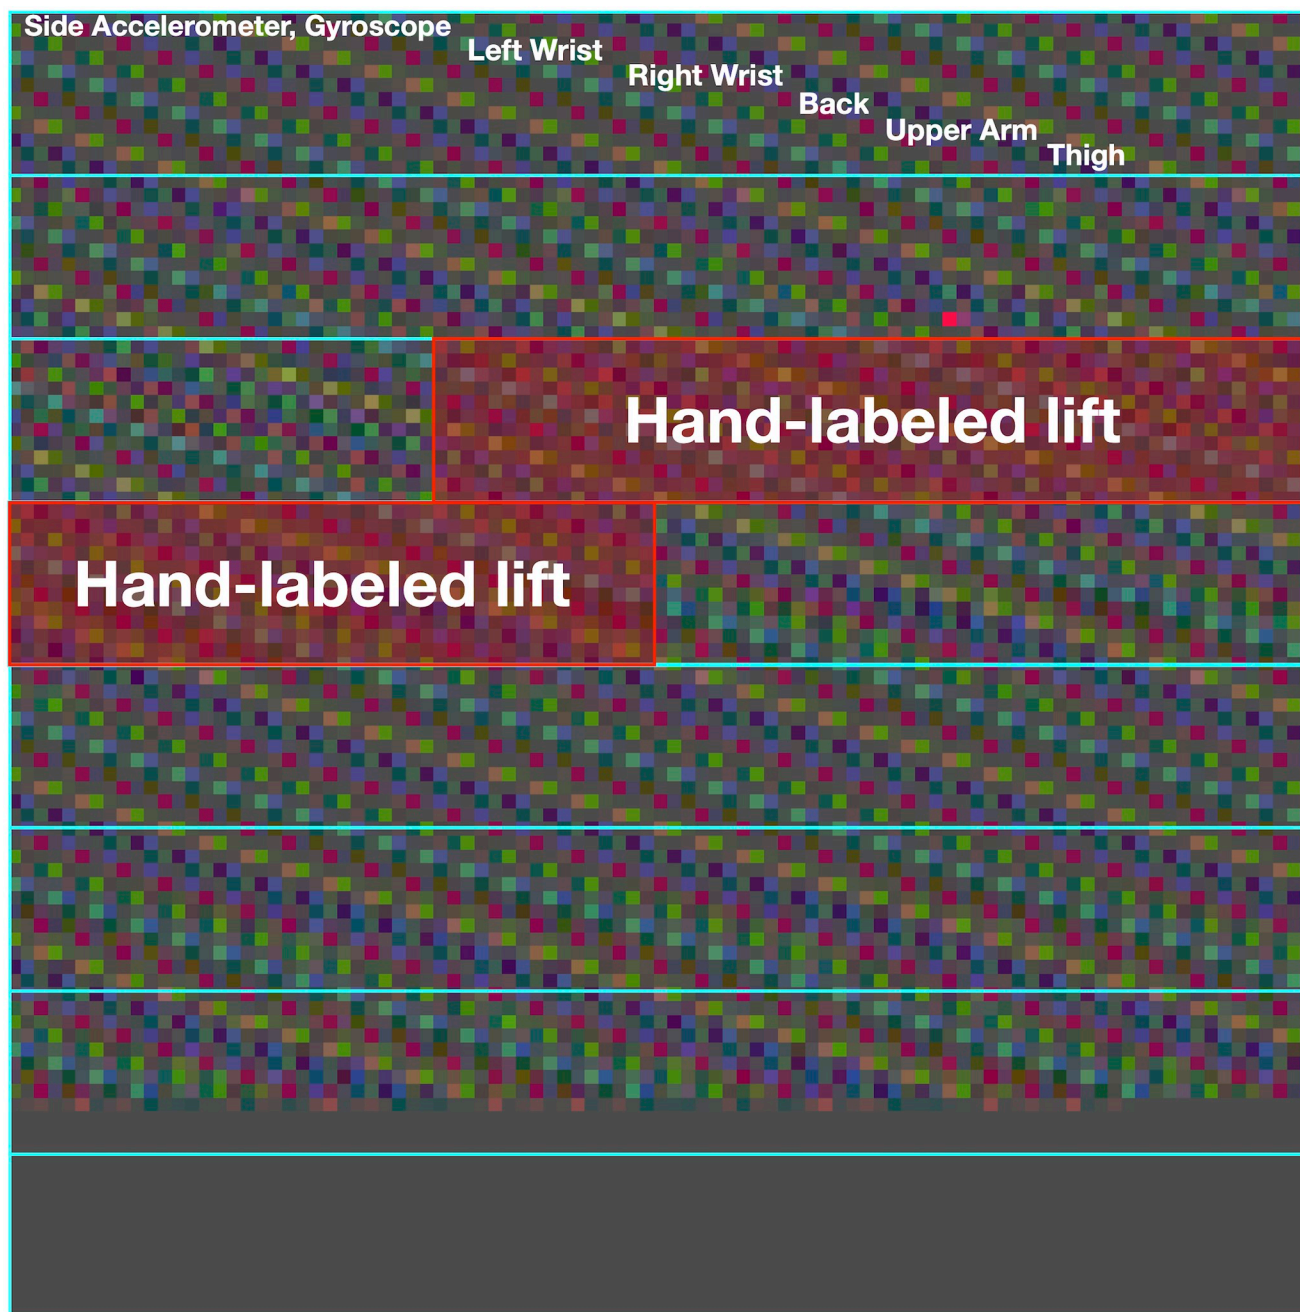 Side Accelerometer, Gyroscope
Left Wrist
Right Wrist
Back
Upper Arm
Thigh
Hand-labeled lift
Hand-labeled lift